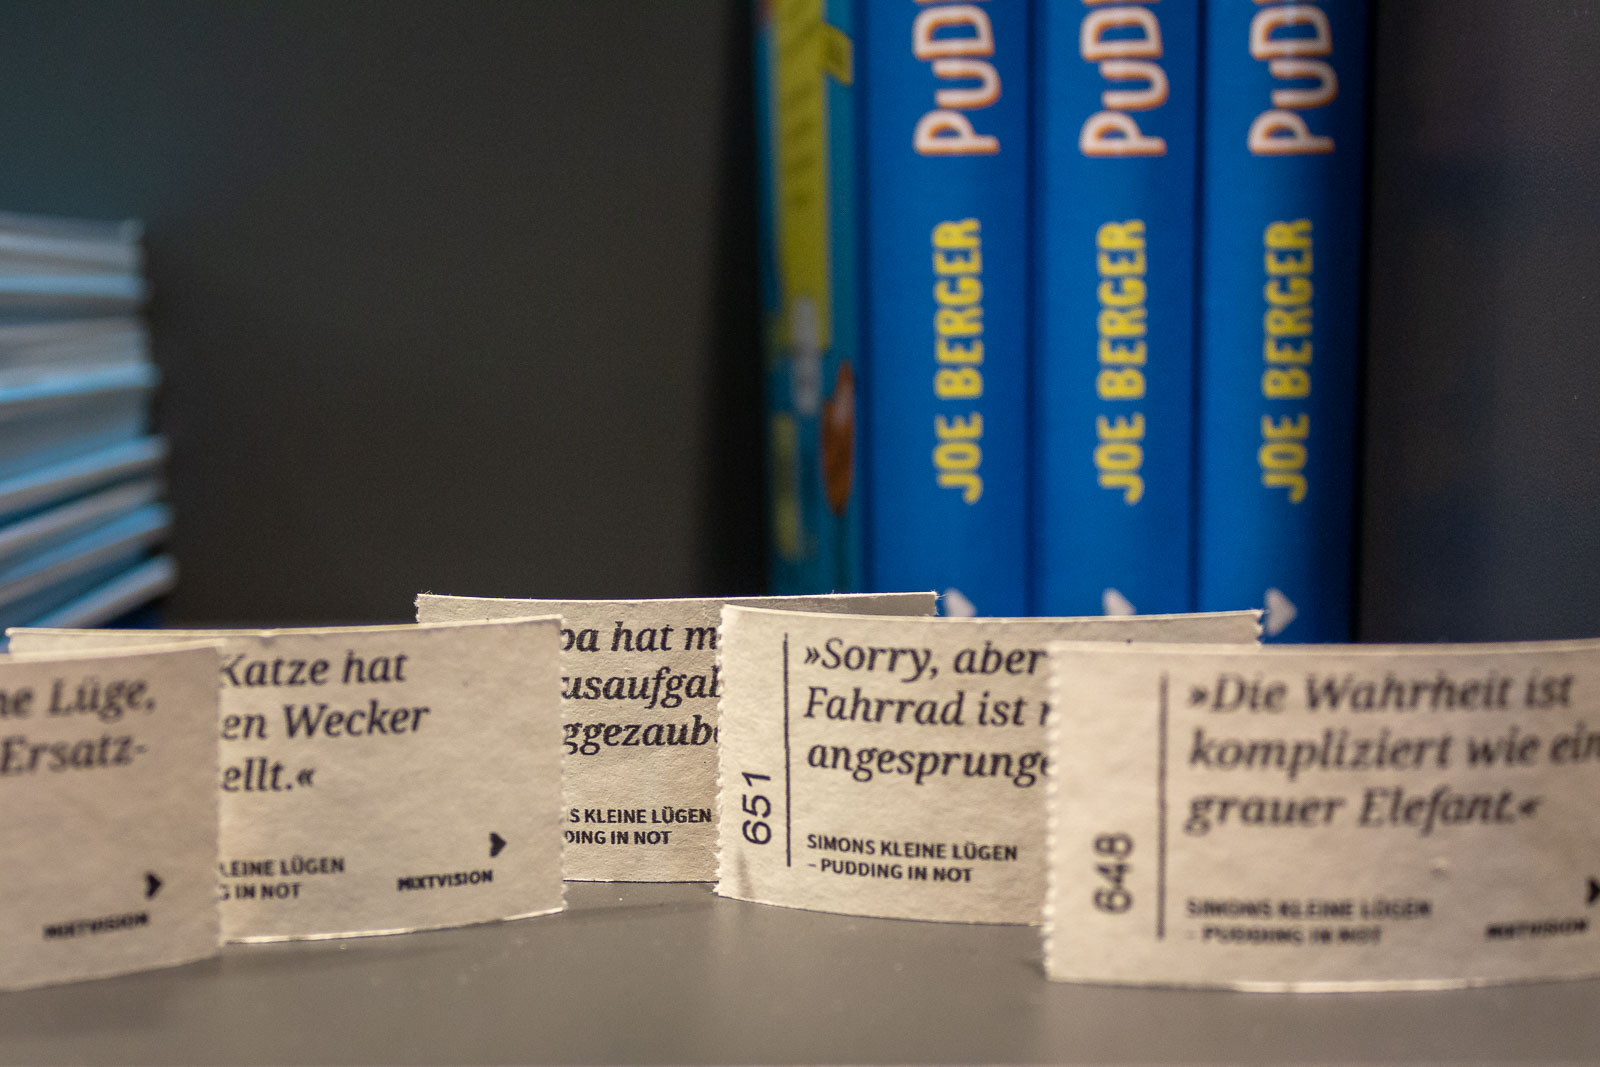 PUD
JOE BERGER
PUD
JOE BERGER
PUD
JOE BERGER
ne Lüge,
Ersatz-
MIXTVISION
Katze hat
en Wecker
ellt.«
LEINE LÜGEN
G IN NOT
MIXTVISION
pa hat m
usaufgab
ggezaube
S KLEINE LÜGEN
DING IN NOT
651
»Sorry, aber
Fahrrad ist n
angesprunge
SIMONS KLEINE LÜGEN
– PUDDING IN NOT
648
»Die Wahrheit ist
kompliziert wie ein
grauer Elefant.«
SIMONS KLEINE LÜGEN
– PUDDING IN NOT
MIXTVISION